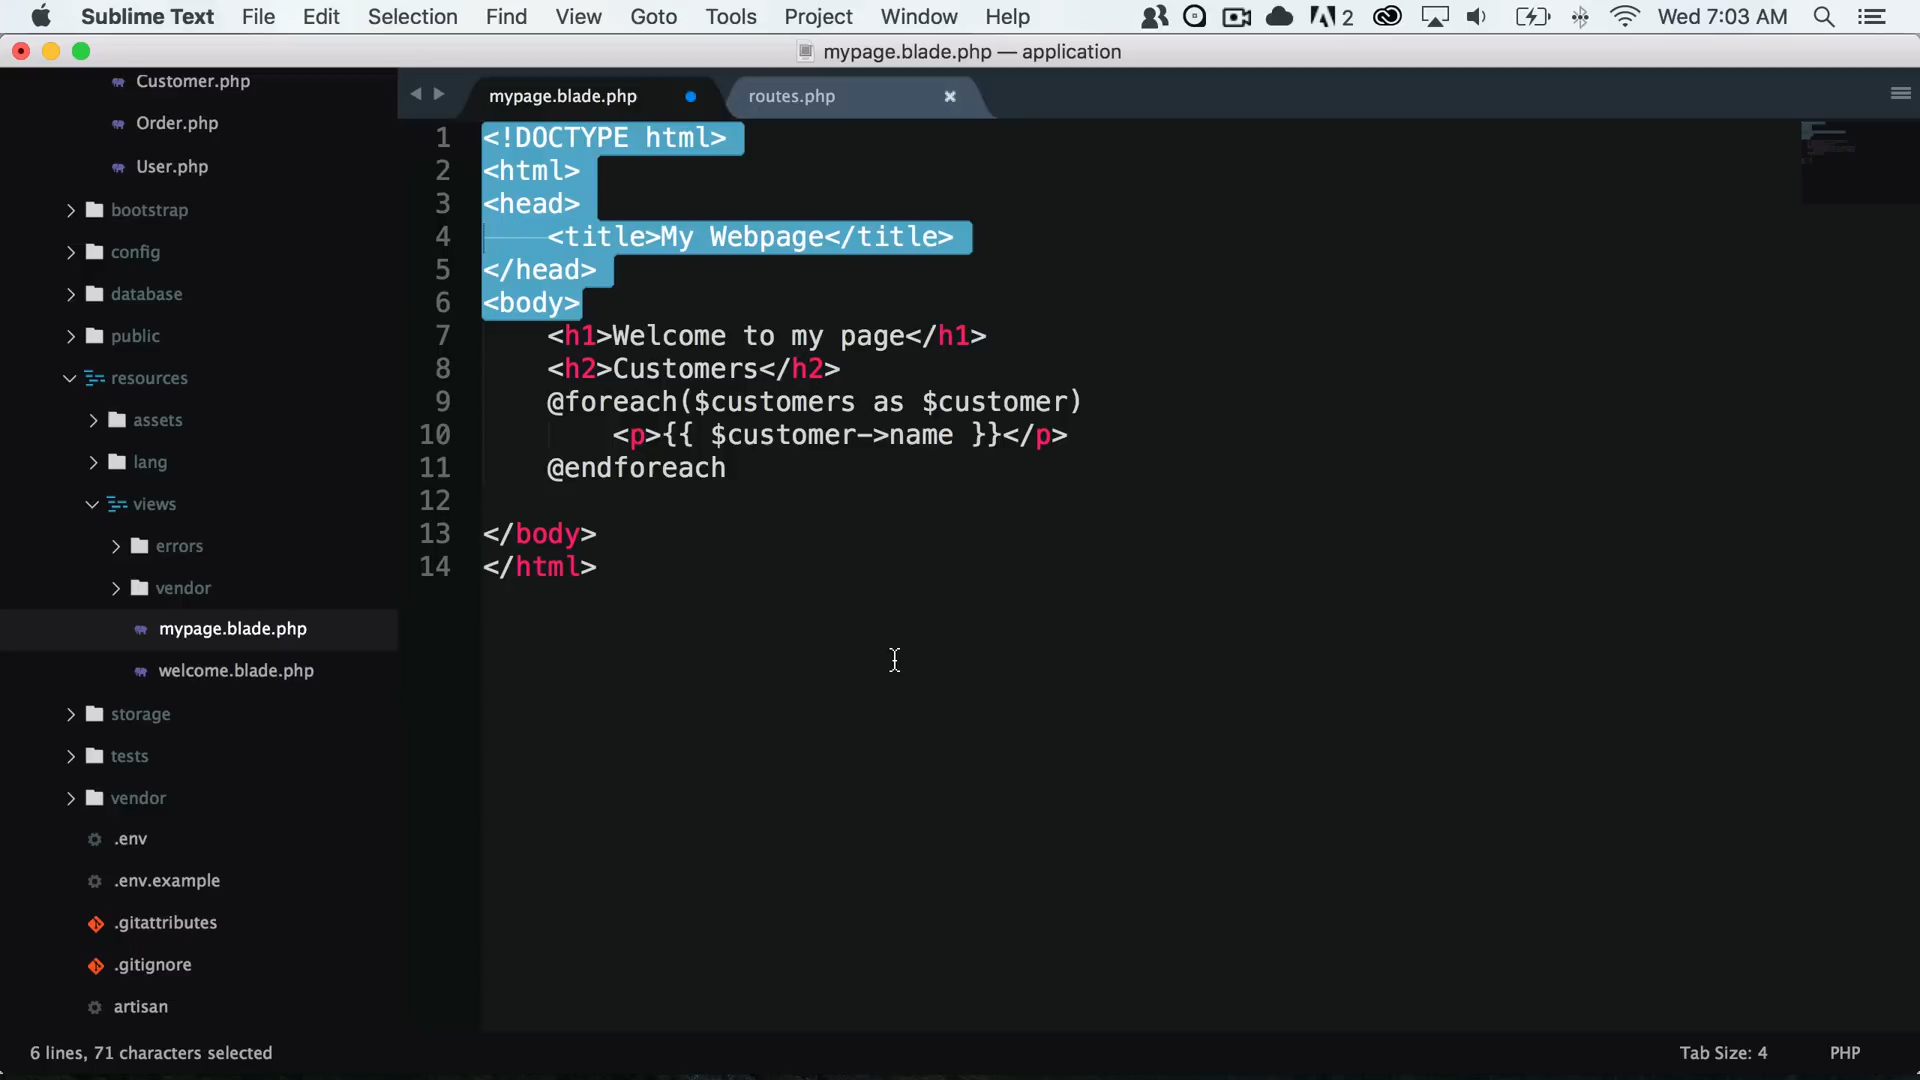 Sublime Text File Edit Selection Find View Goto Tools Project Window Help 2 Wed 7:03 AM
mypage.blade.php — application
mypage.blade.php routes.php
Customer.php
Order.php
User.php
bootstrap
config
database
public
resources
assets
lang
views
errors
vendor
mypage.blade.php
welcome.blade.php
storage
tests
vendor
.env
.env.example
.gitattributes
.gitignore
artisan
1 <!DOCTYPE html>
2 <html>
3 <head>
4 <title>My Webpage</title>
5 </head>
6 <body>
7 <h1>Welcome to my page</h1>
8 <h2>Customers</h2>
9 @foreach($customers as $customer)
10 <p>{{ $customer->name }}</p>
11 @endforeach
12
13 </body>
14 </html>
6 lines, 71 characters selected Tab Size: 4 PHP